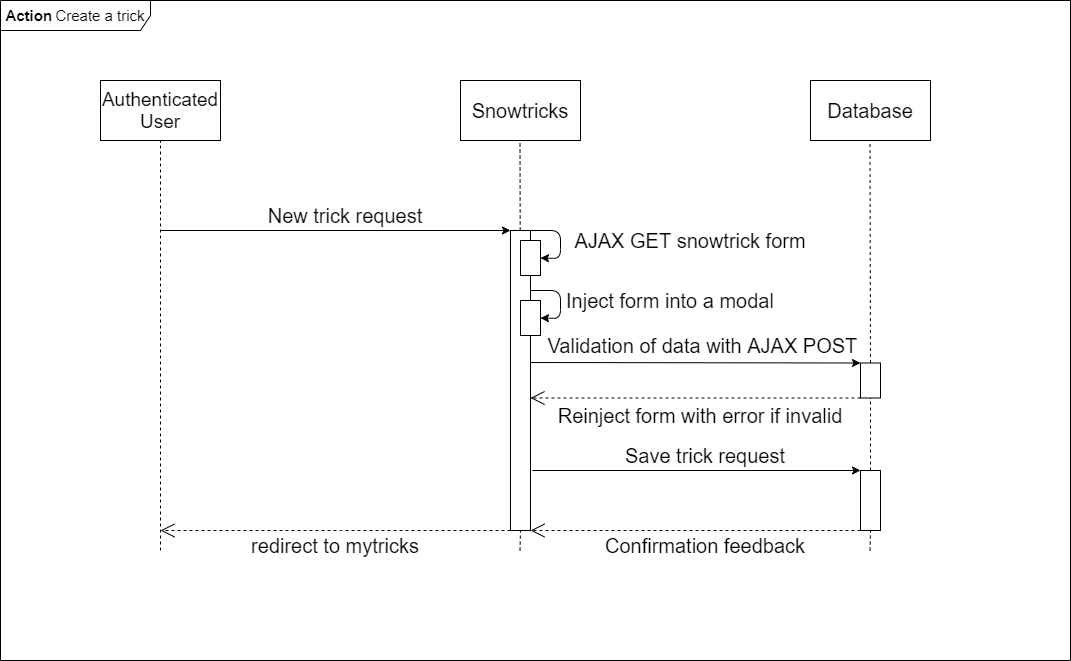 Action Create a trick
Authenticated
User
Snowtricks
Database
New trick request
AJAX GET snowtrick form
Inject form into a modal
Validation of data with AJAX POST
Reinject form with error if invalid
Save trick request
redirect to mytricks
Confirmation feedback